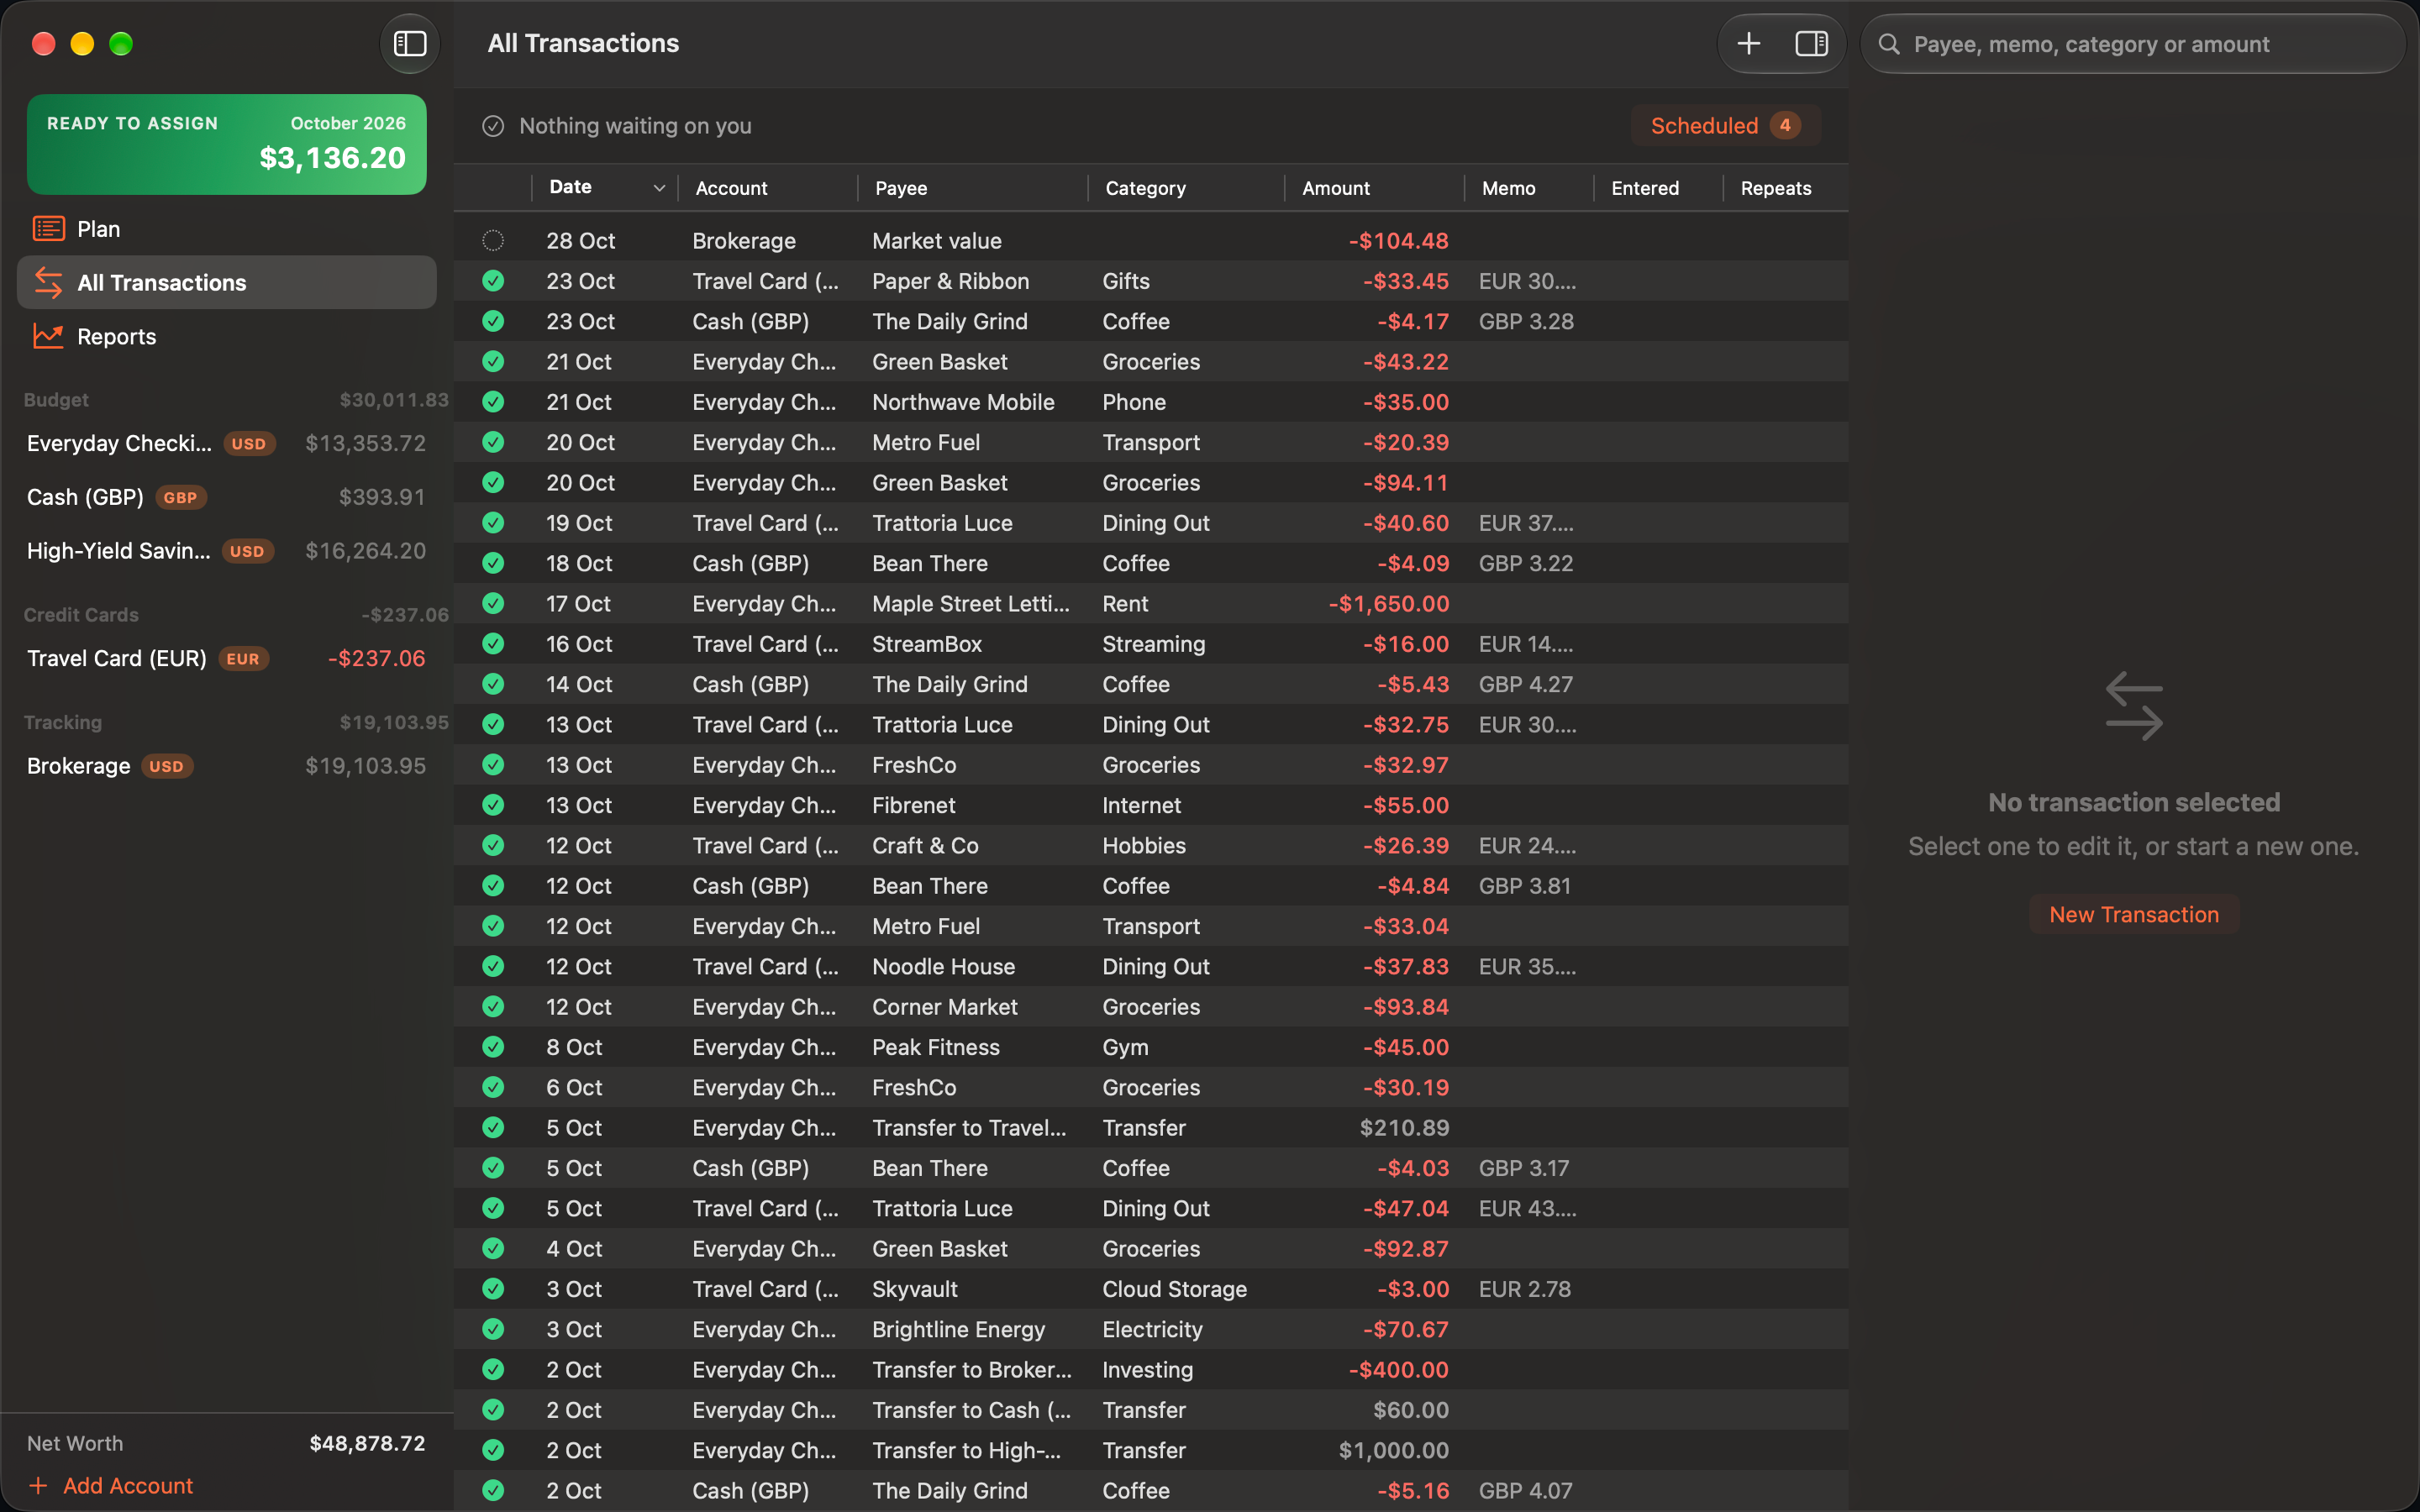 READY TO ASSIGN October 2026
$3,136.20
Plan
All Transactions
Reports
Budget $30,011.83
Everyday Checki... USD $13,353.72
Cash (GBP) GBP $393.91
High-Yield Savin... USD $16,264.20
Credit Cards -$237.06
Travel Card (EUR) EUR -$237.06
Tracking $19,103.95
Brokerage USD $19,103.95
Net Worth $48,878.72
+ Add Account
All Transactions
Payee, memo, category or amount
Nothing waiting on you
Scheduled 4
Date Account Payee Category Amount Memo Entered Repeats
28 Oct Brokerage Market value -$104.48
23 Oct Travel Card (... Paper & Ribbon Gifts -$33.45 EUR 30....
23 Oct Cash (GBP) The Daily Grind Coffee -$4.17 GBP 3.28
21 Oct Everyday Ch... Green Basket Groceries -$43.22
21 Oct Everyday Ch... Northwave Mobile Phone -$35.00
20 Oct Everyday Ch... Metro Fuel Transport -$20.39
20 Oct Everyday Ch... Green Basket Groceries -$94.11
19 Oct Travel Card (... Trattoria Luce Dining Out -$40.60 EUR 37....
18 Oct Cash (GBP) Bean There Coffee -$4.09 GBP 3.22
17 Oct Everyday Ch... Maple Street Letti... Rent -$1,650.00
16 Oct Travel Card (... StreamBox Streaming -$16.00 EUR 14....
14 Oct Cash (GBP) The Daily Grind Coffee -$5.43 GBP 4.27
13 Oct Travel Card (... Trattoria Luce Dining Out -$32.75 EUR 30....
13 Oct Everyday Ch... FreshCo Groceries -$32.97
13 Oct Everyday Ch... Fibrenet Internet -$55.00
12 Oct Travel Card (... Craft & Co Hobbies -$26.39 EUR 24....
12 Oct Cash (GBP) Bean There Coffee -$4.84 GBP 3.81
12 Oct Everyday Ch... Metro Fuel Transport -$33.04
12 Oct Travel Card (... Noodle House Dining Out -$37.83 EUR 35....
12 Oct Everyday Ch... Corner Market Groceries -$93.84
8 Oct Everyday Ch... Peak Fitness Gym -$45.00
6 Oct Everyday Ch... FreshCo Groceries -$30.19
5 Oct Everyday Ch... Transfer to Travel... Transfer $210.89
5 Oct Cash (GBP) Bean There Coffee -$4.03 GBP 3.17
5 Oct Travel Card (... Trattoria Luce Dining Out -$47.04 EUR 43....
4 Oct Everyday Ch... Green Basket Groceries -$92.87
3 Oct Travel Card (... Skyvault Cloud Storage -$3.00 EUR 2.78
3 Oct Everyday Ch... Brightline Energy Electricity -$70.67
2 Oct Everyday Ch... Transfer to Broker... Investing -$400.00
2 Oct Everyday Ch... Transfer to Cash (... Transfer $60.00
2 Oct Everyday Ch... Transfer to High-... Transfer $1,000.00
2 Oct Cash (GBP) The Daily Grind Coffee -$5.16 GBP 4.07
No transaction selected
Select one to edit it, or start a new one.
New Transaction